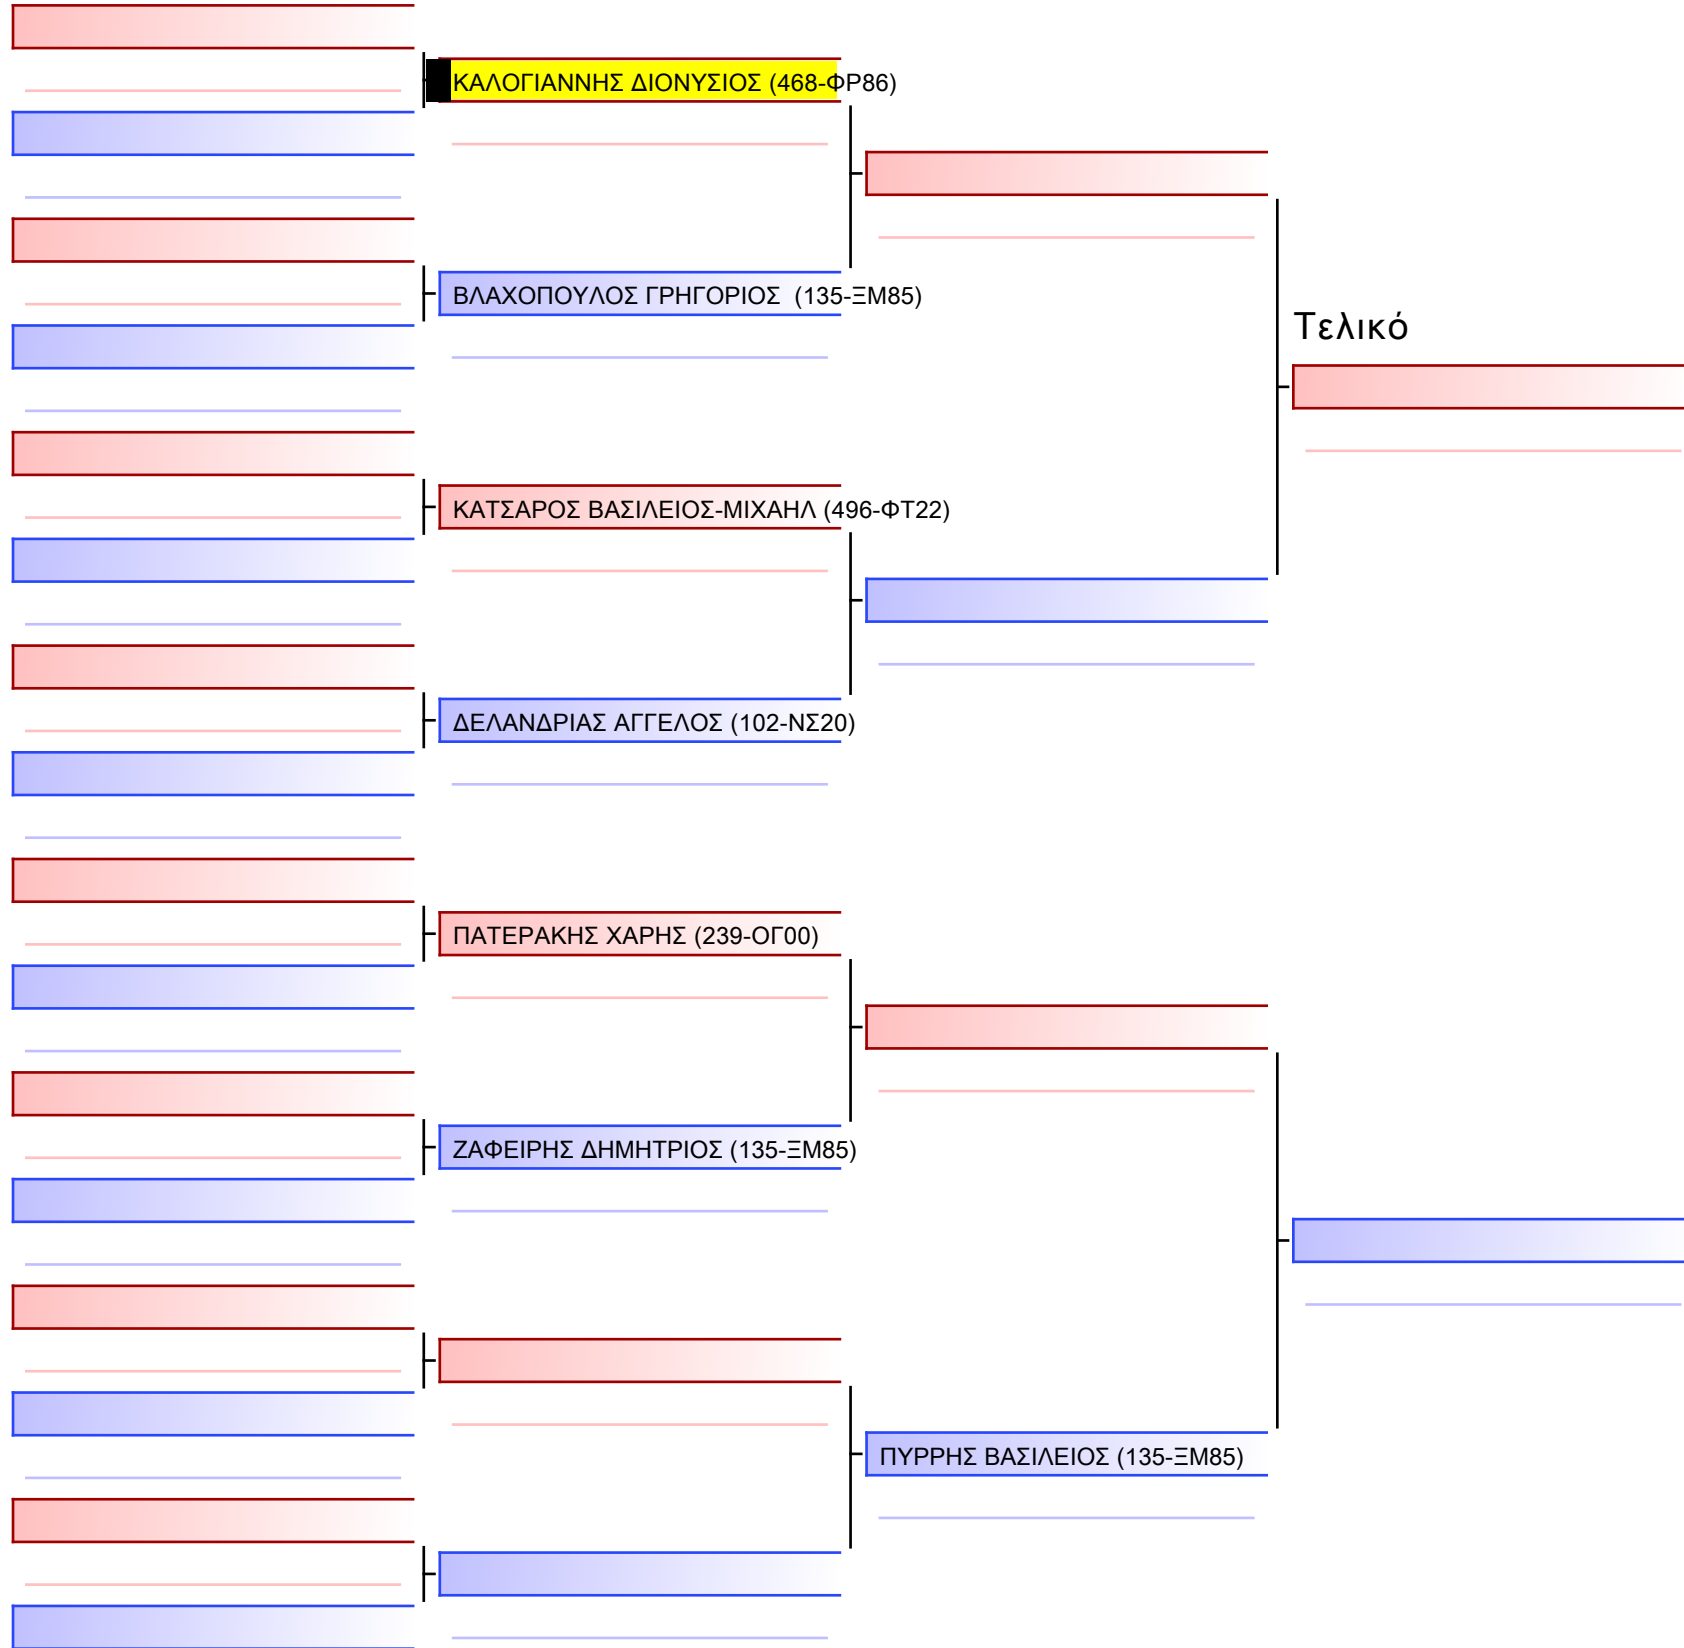 ΚΑΛΟΓΙΑΝΝΗΣ ΔΙΟΝΥΣΙΟΣ (468-ΦΡ86)
ΒΛΑΧΟΠΟΥΛΟΣ ΓΡΗΓΟΡΙΟΣ  (135-ΞΜ85)
Τελικό
ΚΑΤΣΑΡΟΣ ΒΑΣΙΛΕΙΟΣ-ΜΙΧΑΗΛ (496-ΦΤ22)
ΔΕΛΑΝΔΡΙΑΣ ΑΓΓΕΛΟΣ (102-ΝΣ20)
ΠΑΤΕΡΑΚΗΣ ΧΑΡΗΣ (239-ΟΓ00)
ΖΑΦΕΙΡΗΣ ΔΗΜΗΤΡΙΟΣ (135-ΞΜ85)
ΠΥΡΡΗΣ ΒΑΣΙΛΕΙΟΣ (135-ΞΜ85)